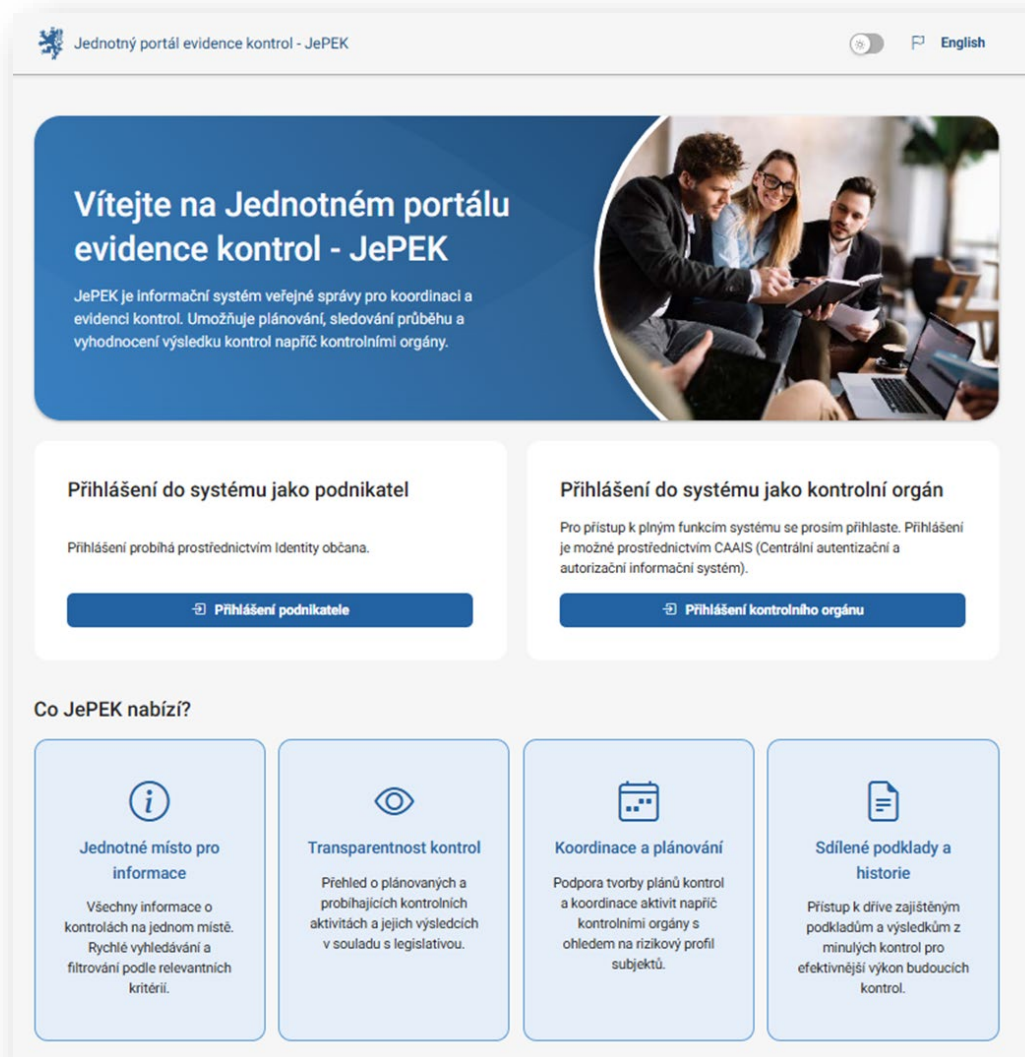 Jednotný portál evidence kontrol - JePEK
English
Vítejte na Jednotném portálu
evidence kontrol - JePEK
JePEK je informační systém veřejné správy pro koordinaci a
evidenci kontrol. Umožňuje plánování, sledování průběhu a
vyhodnocení výsledku kontrol napříč kontrolními orgány.
Přihlášení do systému jako podnikatel
Přihlášení probíhá prostřednictvím Identity občana.
Přihlášení podnikatele
Přihlášení do systému jako kontrolní orgán
Pro přístup k plným funkcím systému se prosím přihlaste. Přihlášení
je možné prostřednictvím CAAIS (Centrální autentizační a
autorizační informační systém).
Přihlášení kontrolního orgánu
Co JePEK nabízí?
Jednotné místo pro
informace
Všechny informace o
kontrolách na jednom místě.
Rychlé vyhledávání a
filtrování podle relevantních
kritérií.
Transparentnost kontrol
Přehled o plánovaných a
probíhajících kontrolních
aktivitách a jejich výsledcích
v souladu s legislativou.
Koordinace a plánování
Podpora tvorby plánů kontrol
a koordinace aktivit napříč
kontrolními orgány s
ohledem na rizikový profil
subjektů.
Sdílené podklady a
historie
Přístup k dříve zajištěným
podkladům a výsledkům z
minulých kontrol pro
efektivnější výkon budoucích
kontrol.